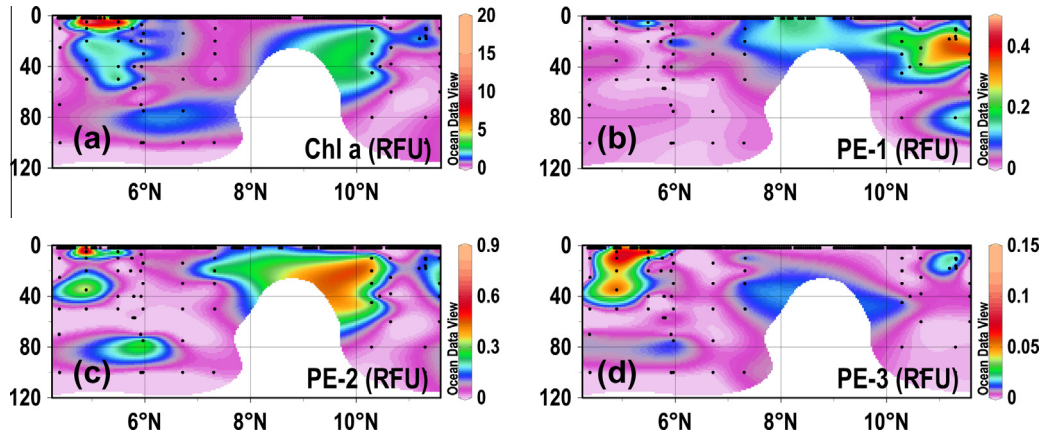 0
40
80
120
(a)
Chl a (RFU)
6°N
8°N
10°N
Ocean Data View
20
15
10
5
0
0
40
80
120
(b)
PE-1 (RFU)
6°N
8°N
10°N
Ocean Data View
0.4
0.2
0
0
40
80
120
(c)
PE-2 (RFU)
6°N
8°N
10°N
Ocean Data View
0.9
0.6
0.3
0
0
40
80
120
(d)
PE-3 (RFU)
6°N
8°N
10°N
Ocean Data View
0.15
0.1
0.05
0